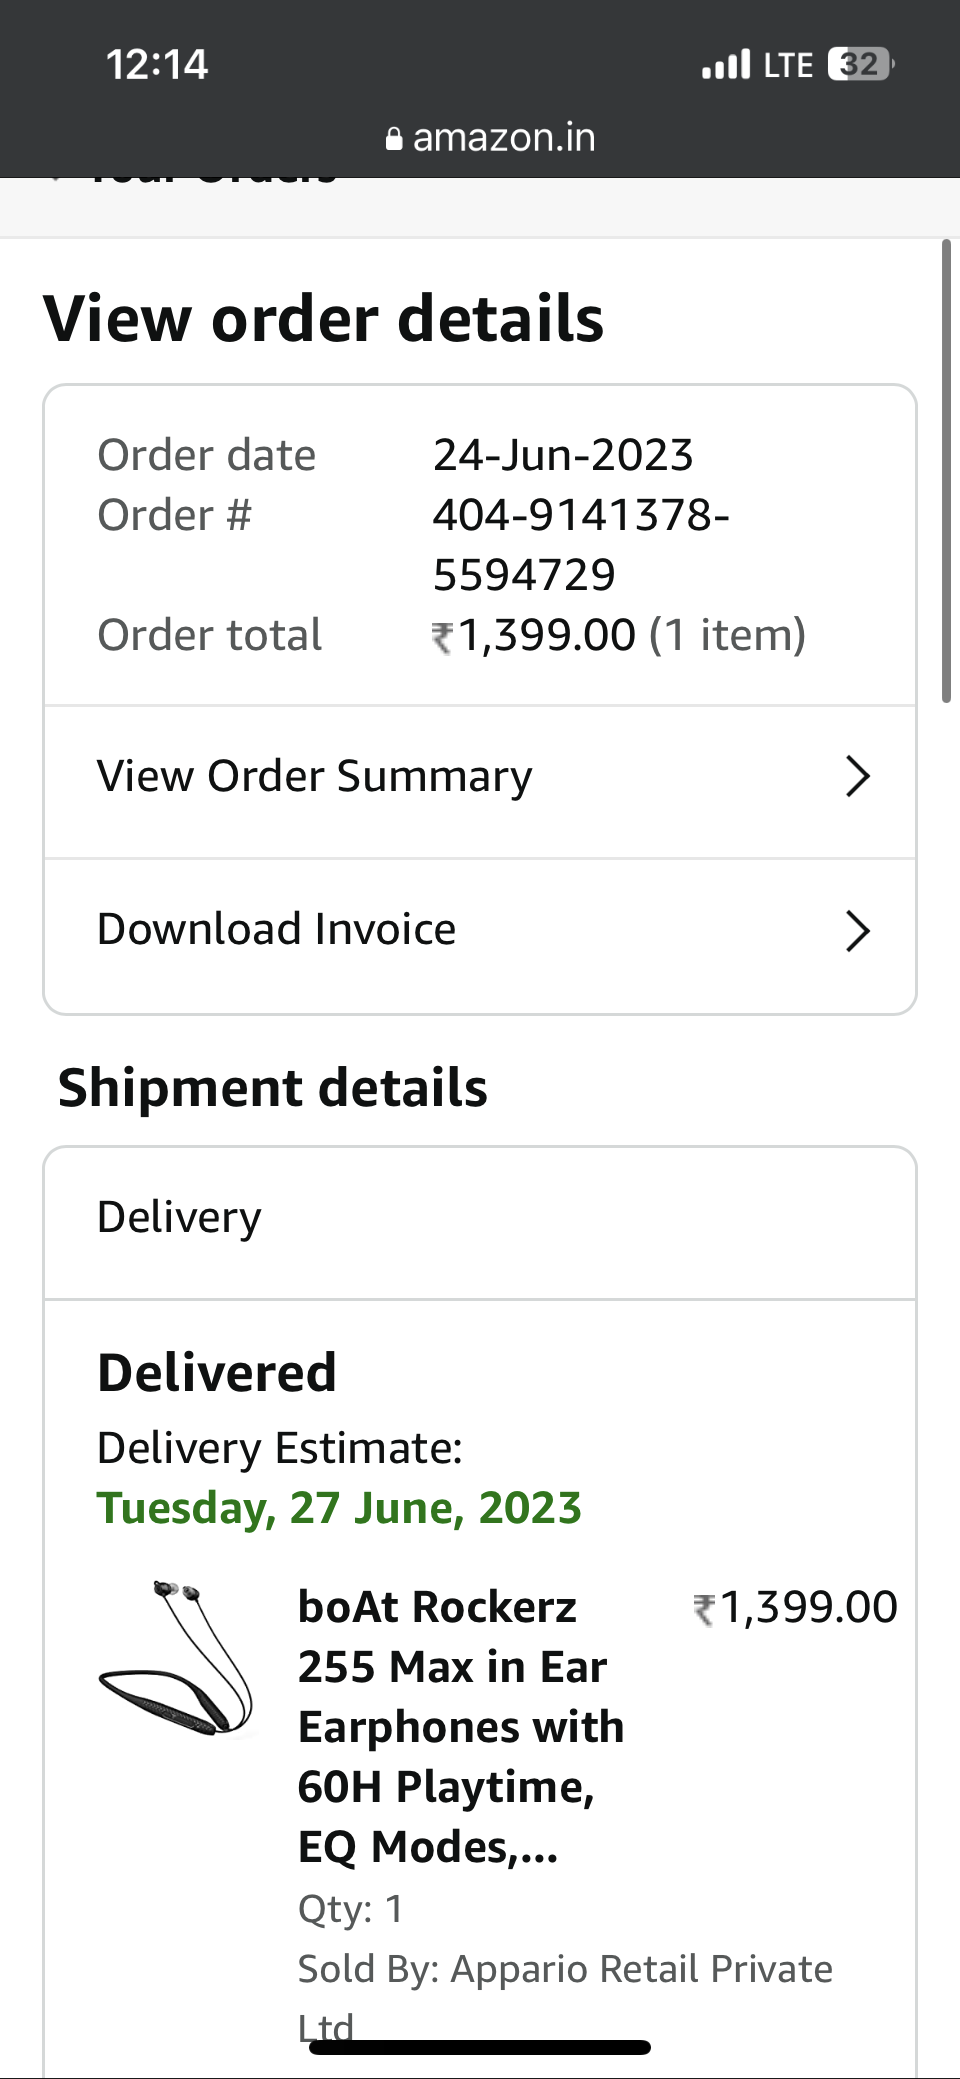 12:14
LTE 32
amazon.in
Your Orders
View order details
Order date 24-Jun-2023
Order # 404-9141378-
5594729
Order total ₹1,399.00 (1 item)
View Order Summary
Download Invoice
Shipment details
Delivery
Delivered
Delivery Estimate:
Tuesday, 27 June, 2023
boAt Rockerz ₹1,399.00
255 Max in Ear
Earphones with
60H Playtime,
EQ Modes,...
Qty: 1
Sold By: Appario Retail Private
Ltd